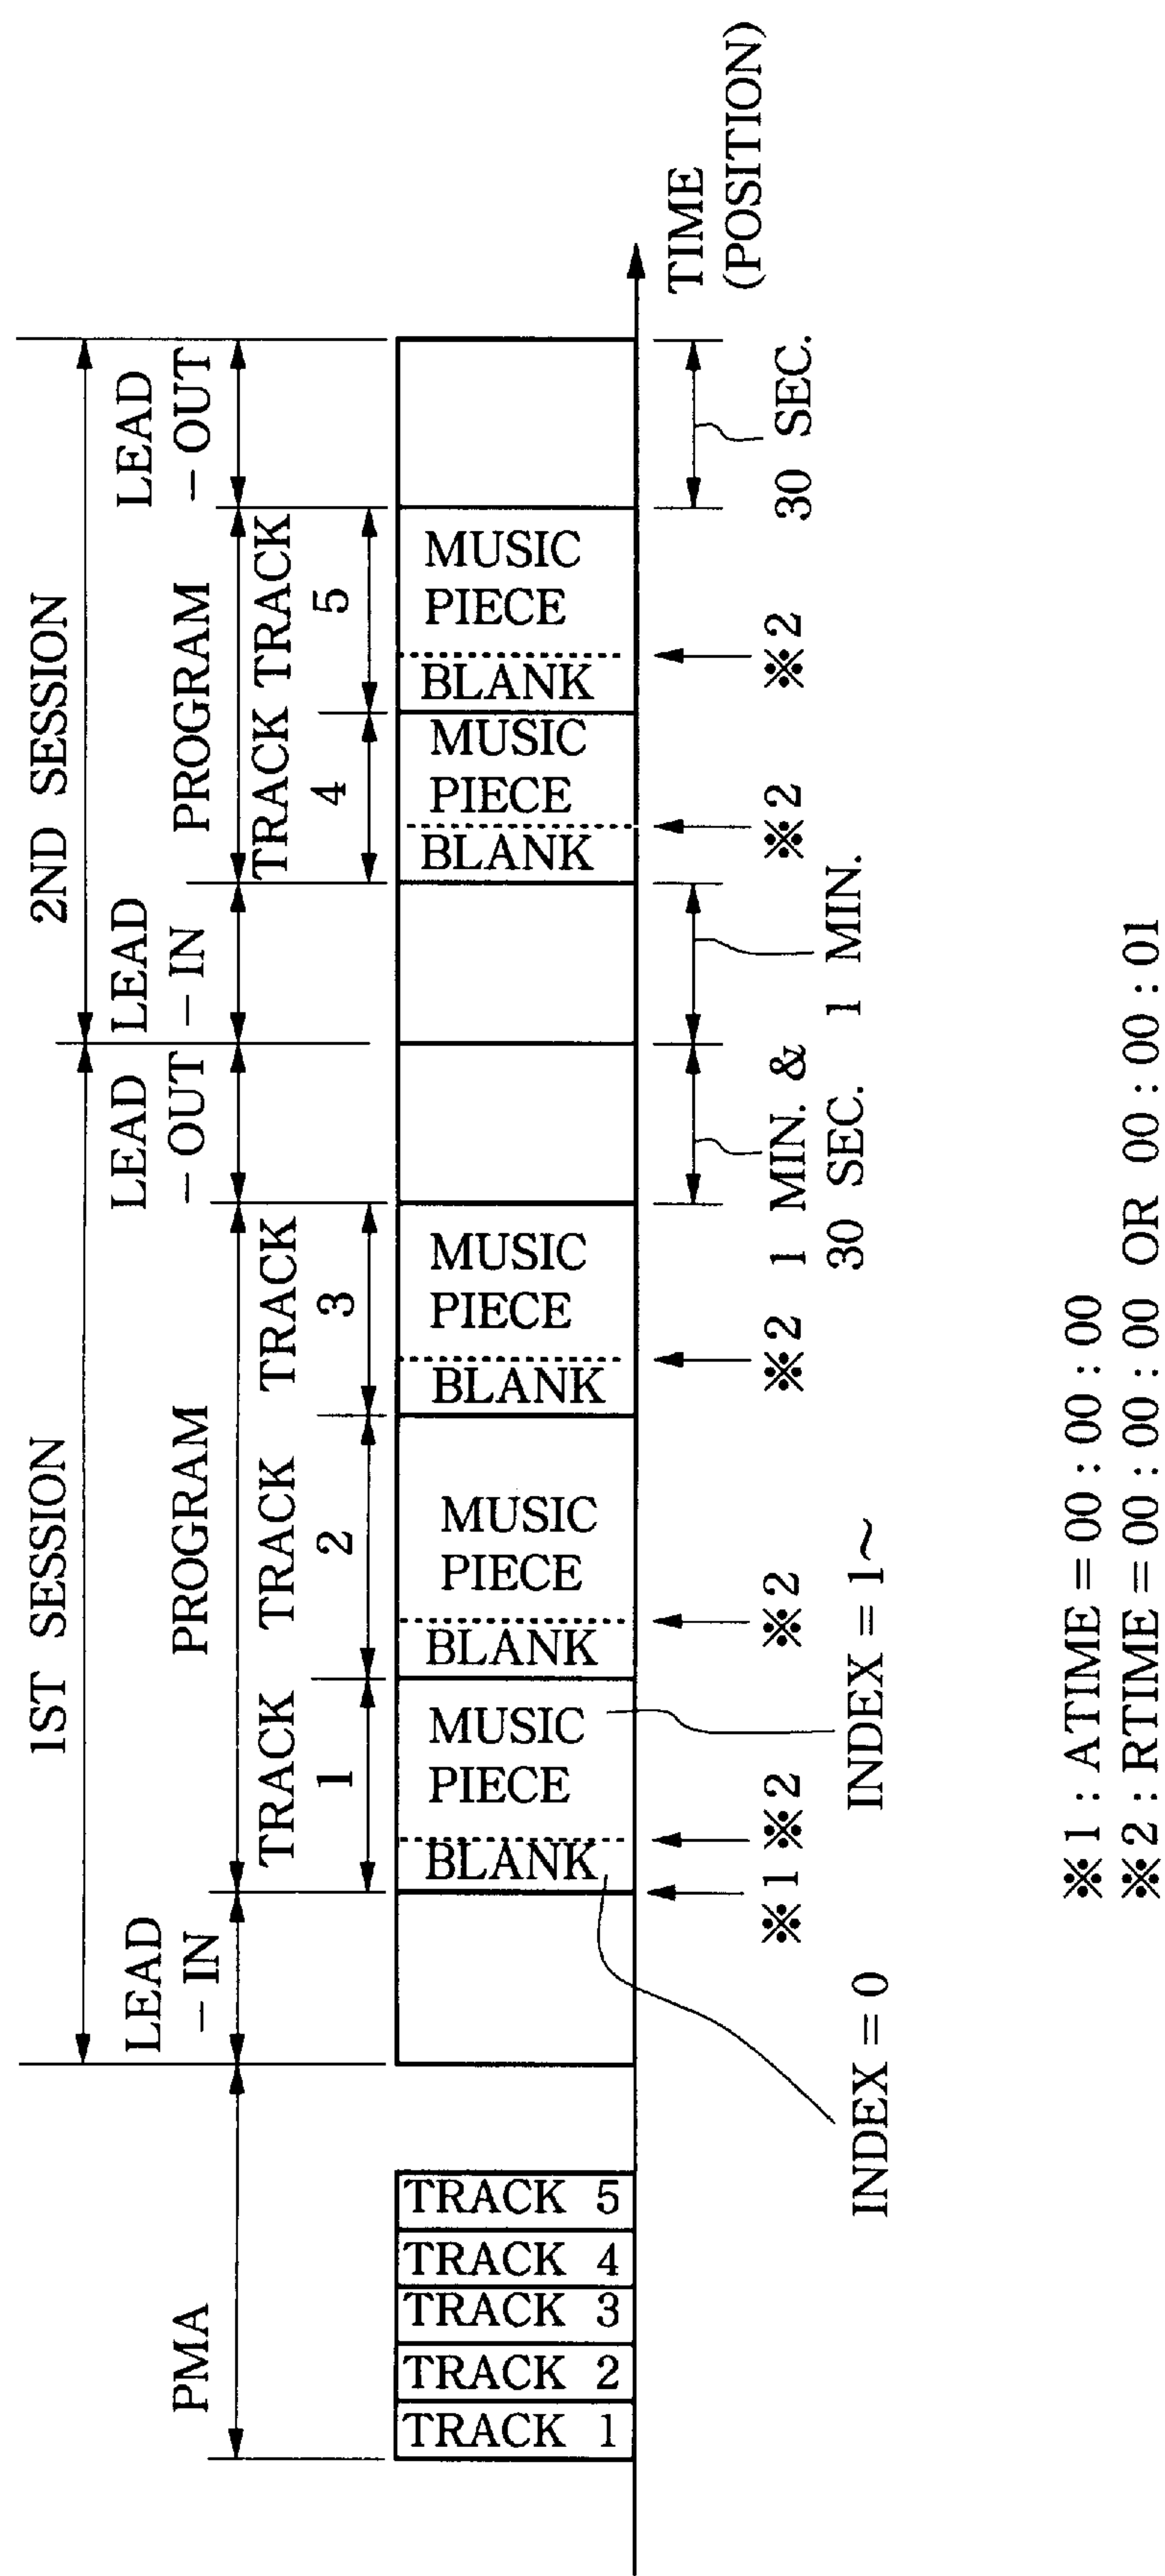 1ST SESSION
2ND SESSION
PMA
LEAD
－IN
PROGRAM
LEAD
－OUT
LEAD
－IN
PROGRAM
LEAD
－OUT
TRACK
1
TRACK
2
TRACK
3
TRACK
4
TRACK
5
TRACK 1
TRACK 2
TRACK 3
TRACK 4
TRACK 5
BLANK
MUSIC
PIECE
BLANK
MUSIC
PIECE
BLANK
MUSIC
PIECE
BLANK
MUSIC
PIECE
BLANK
MUSIC
PIECE
TIME
(POSITION)
※1
※2
※2
※2
※2
※2
1 MIN. &
30 SEC.
1 MIN.
30 SEC.
INDEX = 0
INDEX = 1~
※1 : ATIME = 00 : 00 : 00
※2 : RTIME = 00 : 00 : 00 OR 00 : 00 : 01